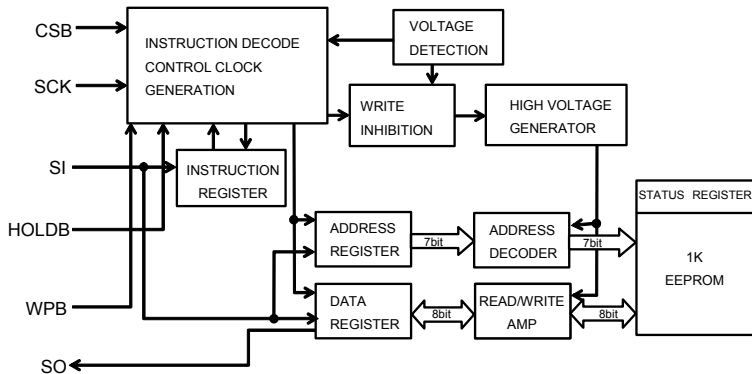 CSB
SCK
SI
HOLDB
WPB
SO
INSTRUCTION DECODE
CONTROL CLOCK
GENERATION
VOLTAGE
DETECTION
WRITE
INHIBITION
HIGH VOLTAGE
GENERATOR
INSTRUCTION
REGISTER
ADDRESS
REGISTER
7bit
ADDRESS
DECODER
7bit
DATA
REGISTER
8bit
READ/WRITE
AMP
8bit
STATUS REGISTER
1K
EEPROM